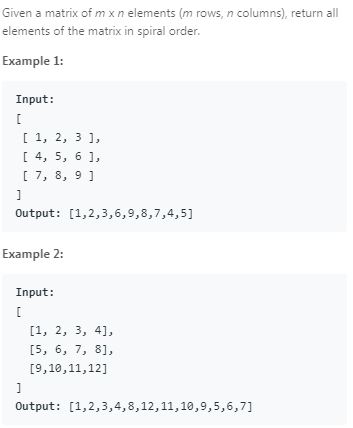 Given a matrix of m x n elements (m rows, n columns), return all
elements of the matrix in spiral order.
Example 1:
Input:
[
[ 1, 2, 3 ],
[ 4, 5, 6 ],
[ 7, 8, 9 ]
]
Output: [1,2,3,6,9,8,7,4,5]
Example 2:
Input:
[
[1, 2, 3, 4],
[5, 6, 7, 8],
[9,10,11,12]
]
Output: [1,2,3,4,8,12,11,10,9,5,6,7]